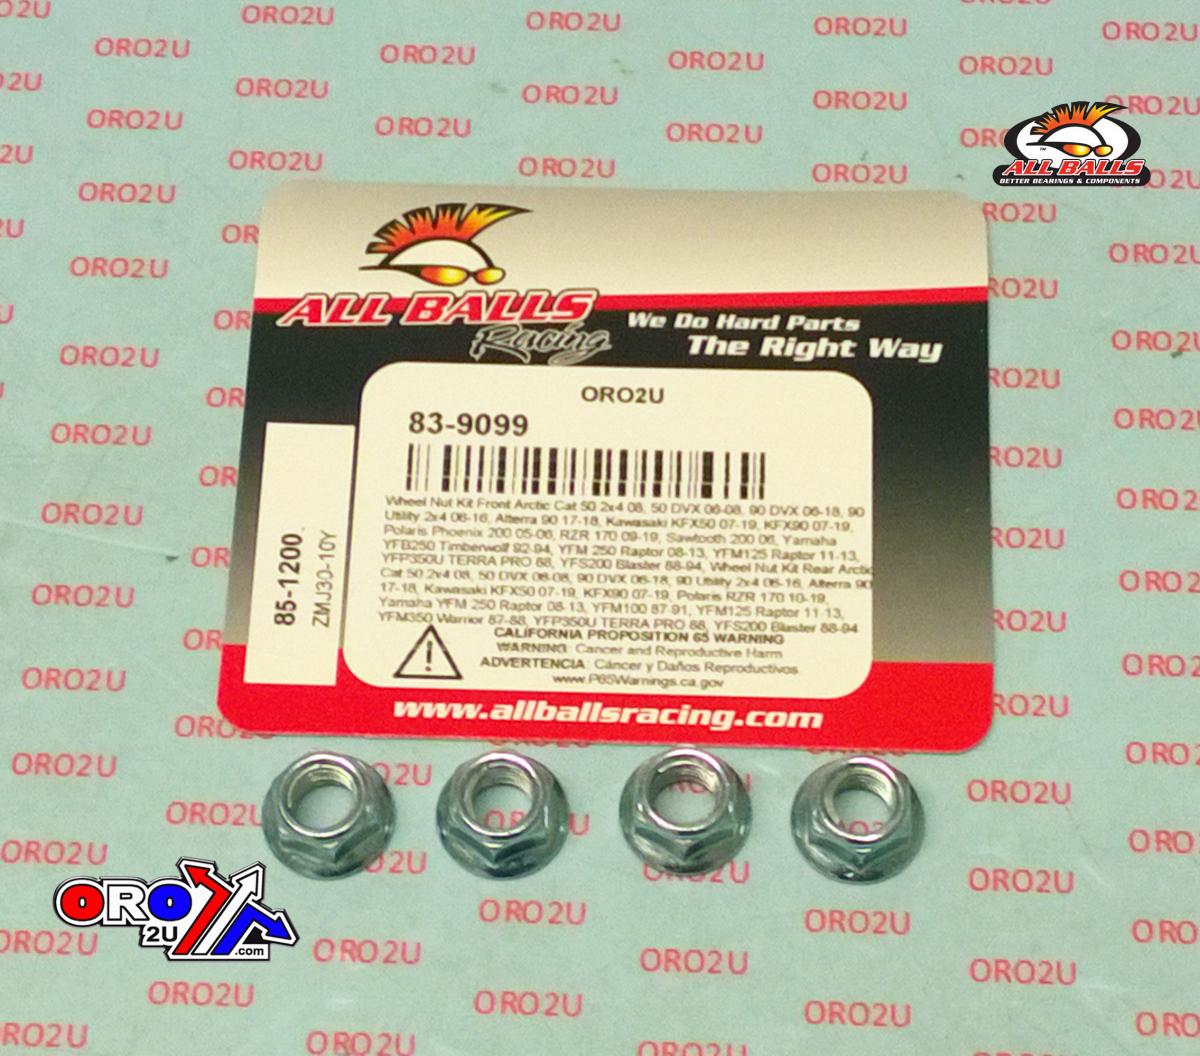 ALL BALLS
BETTER BEARINGS & COMPONENTS
ALL BALLS
Racing
We Do Hard Parts
The Right Way
ORO2U
83-9099
Wheel Nut Kit Front Arctic Cat 50 2x4 08, 50 DVX 06-08, 90 DVX 06-18, 90
Utility 2x4 06-16, Alterra 90 17-18, Kawasaki KFX50 07-19, KFX90 07-19,
Polaris Phoenix 200 05-06, RZR 170 09-19, Sawtooth 200 06, Yamaha
YFB250 Timberwolf 92-94, YFM 250 Raptor 08-13, YFM125 Raptor 11-13,
YFP350U TERRA PRO 88, YFS200 Blaster 88-94, Wheel Nut Kit Rear Arctic
Cat 50 2x4 08, 50 DVX 06-08, 90 DVX 06-18, 90 Utility 2x4 06-16, Alterra 90
17-18, Kawasaki KFX50 07-19, KFX90 07-19, Polaris RZR 170 10-19,
Yamaha YFM 250 Raptor 08-13, YFM100 87-91, YFM125 Raptor 11-13,
YFM350 Warrior 87-88, YFP350U TERRA PRO 88, YFS200 Blaster 88-94
CALIFORNIA PROPOSITION 65 WARNING
WARNING: Cancer and Reproductive Harm
ADVERTENCIA: Cáncer y Daños Reproductivos
www.P65Warnings.ca.gov
85-1200
ZMJ30-10Y
www.allballsracing.com
ORO
2U
.com